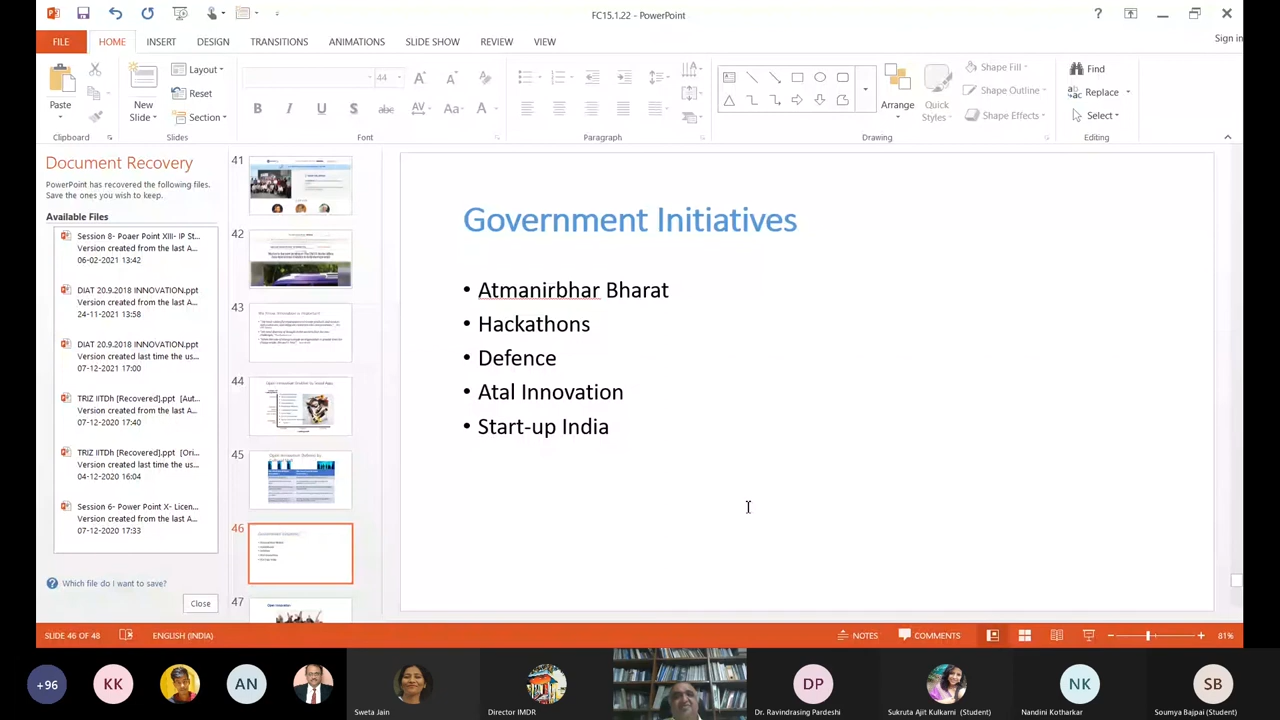 FC15.1.22 - PowerPoint
Sign in
FILE HOME INSERT DESIGN TRANSITIONS ANIMATIONS SLIDE SHOW REVIEW VIEW
Paste
New
Slide
Layout
Reset
Section
44
Arrange
Quick
Styles
Shape Fill
Shape Outline
Shape Effects
Find
Replace
Select
Clipboard Slides Font Paragraph Drawing Editing
Document Recovery
PowerPoint has recovered the following files.
Save the ones you wish to keep.
Available Files
Session 8- Poaer Point XIII- IP St...
Version created from the last A...
06-02-2021 13:42
DIAT 20.9.2018 INNOVATION.ppt
Version created from the last A...
24-11-2021 13:58
DIAT 20.9.2018 INNOVATION.ppt
Version created last time the us...
07-12-2021 17:00
TRIZ IITDh [Recovered].ppt [Aut...
Version created from the last A...
07-12-2020 17:40
TRIZ IITDh [Recovered].ppt [Ori...
Version created last time the us...
04-12-2020 16:04
Session 6- Power Point X- Licen...
Version created from the last A...
07-12-2020 17:33
Which file do I want to save?
Close
41
42
43
44
45
46
47
Government Initiatives
• Atmanirbhar Bharat
• Hackathons
• Defence
• Atal Innovation
• Start-up India
SLIDE 46 OF 48 ENGLISH (INDIA) NOTES COMMENTS 81%
+96 KK AN DP NK SB
Sweta Jain Director IMDR Dr. Ravindrasing Pardeshi Sukruta Ajit Kulkarni (Student) Nandini Kotharkar Soumya Bajpai (Student)